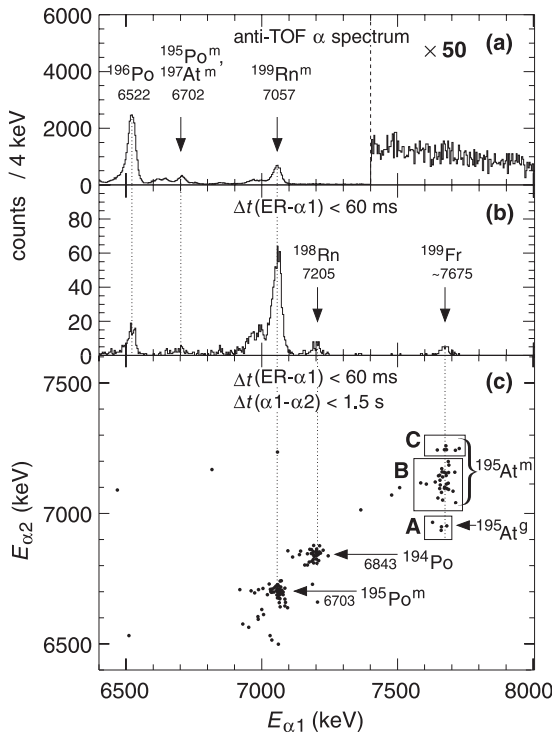 6000
4000
2000
0
anti-TOF α spectrum
× 50
(a)
¹⁹⁶Po
6522
¹⁹⁵Poᵐ,
¹⁹⁷Atᵐ
6702
¹⁹⁹Rnᵐ
7057
counts / 4 keV
80
60
40
20
0
Δt(ER-α1) < 60 ms
(b)
¹⁹⁸Rn
7205
¹⁹⁹Fr
~7675
Δt(ER-α1) < 60 ms
Δt(α1-α2) < 1.5 s
(c)
7500
7000
6500
Eα2 (keV)
C
B
A
¹⁹⁵Atᵐ
¹⁹⁵Atᵍ
6843 ¹⁹⁴Po
6703 ¹⁹⁵Poᵐ
6500 7000 7500 8000
Eα1 (keV)